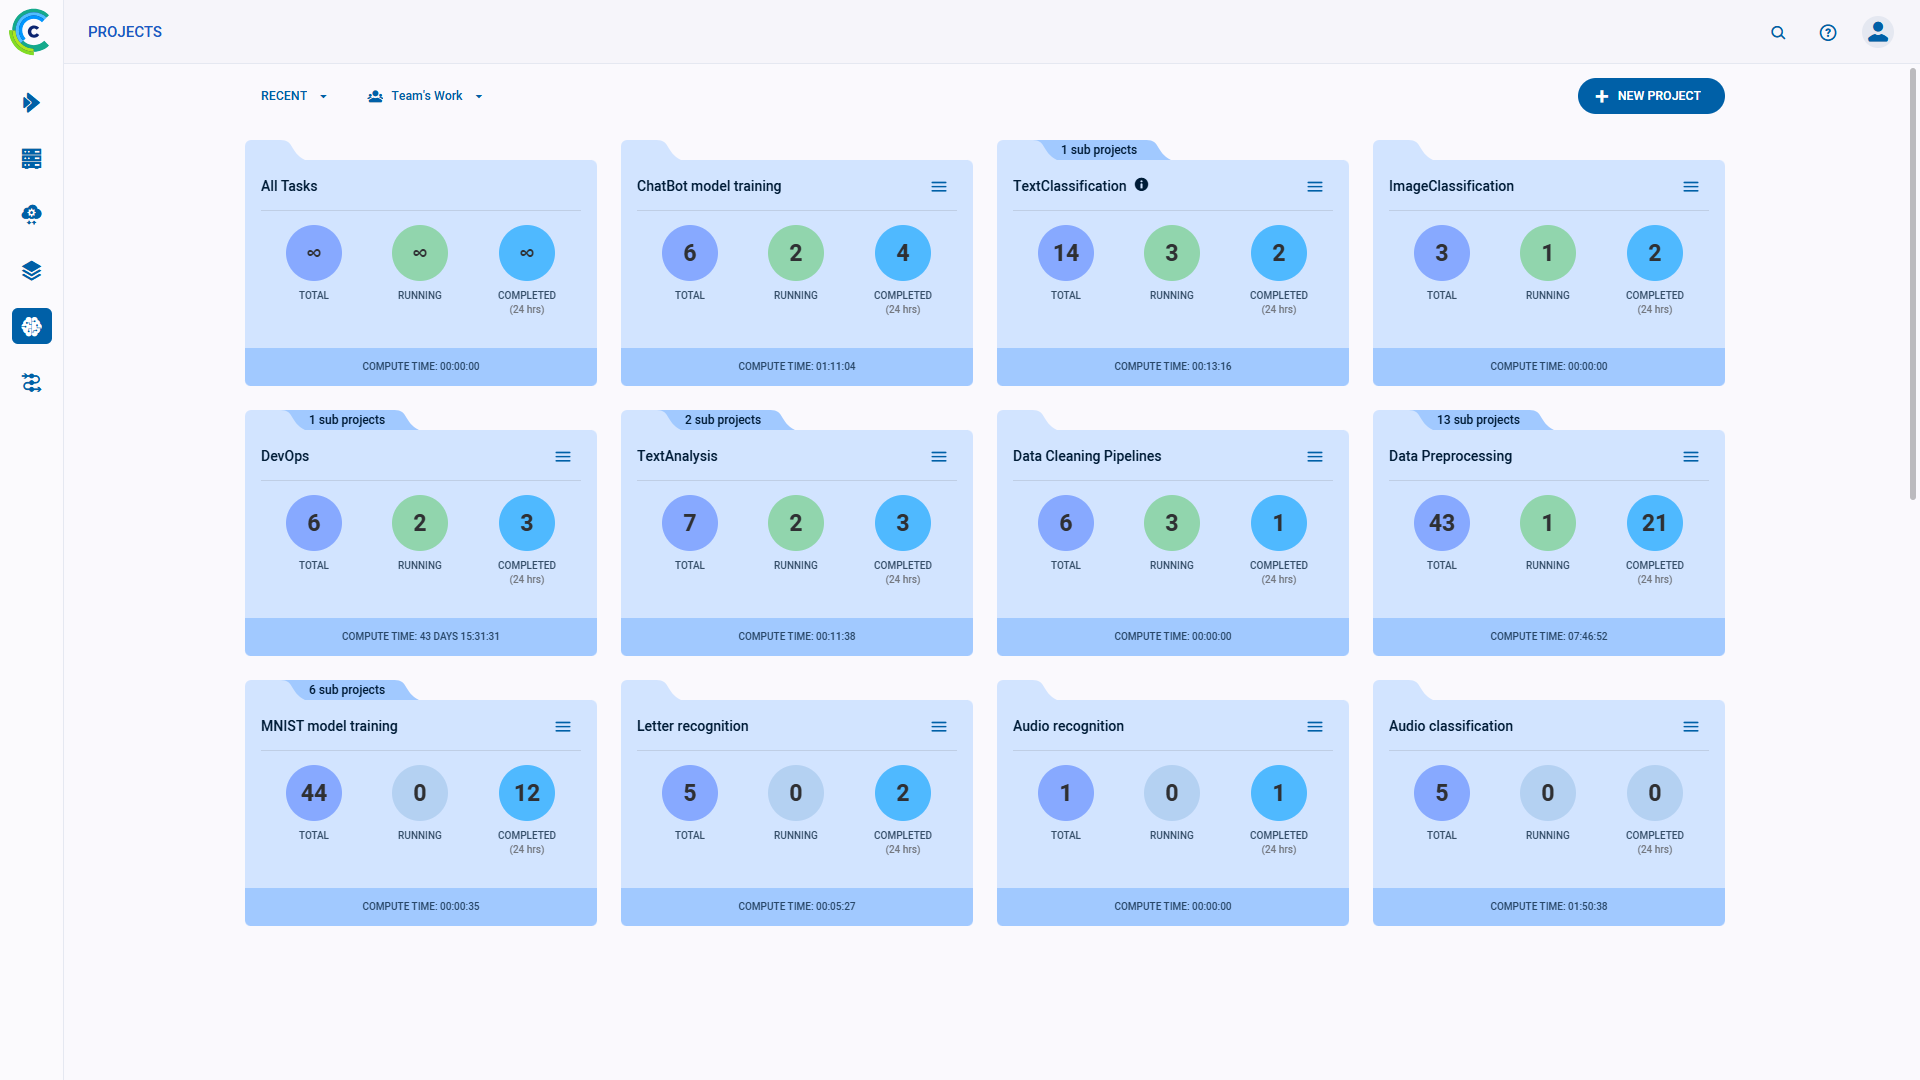 PROJECTS
RECENT
Team's Work
NEW PROJECT
All Tasks
∞ ∞ ∞
TOTAL RUNNING COMPLETED
(24 hrs)
COMPUTE TIME: 00:00:00
ChatBot model training
6 2 4
TOTAL RUNNING COMPLETED
(24 hrs)
COMPUTE TIME: 01:11:04
1 sub projects
TextClassification
14 3 2
TOTAL RUNNING COMPLETED
(24 hrs)
COMPUTE TIME: 00:13:16
ImageClassification
3 1 2
TOTAL RUNNING COMPLETED
(24 hrs)
COMPUTE TIME: 00:00:00
1 sub projects
DevOps
6 2 3
TOTAL RUNNING COMPLETED
(24 hrs)
COMPUTE TIME: 43 DAYS 15:31:31
2 sub projects
TextAnalysis
7 2 3
TOTAL RUNNING COMPLETED
(24 hrs)
COMPUTE TIME: 00:11:38
Data Cleaning Pipelines
6 3 1
TOTAL RUNNING COMPLETED
(24 hrs)
COMPUTE TIME: 00:00:00
13 sub projects
Data Preprocessing
43 1 21
TOTAL RUNNING COMPLETED
(24 hrs)
COMPUTE TIME: 07:46:52
6 sub projects
MNIST model training
44 0 12
TOTAL RUNNING COMPLETED
(24 hrs)
COMPUTE TIME: 00:00:35
Letter recognition
5 0 2
TOTAL RUNNING COMPLETED
(24 hrs)
COMPUTE TIME: 00:05:27
Audio recognition
1 0 1
TOTAL RUNNING COMPLETED
(24 hrs)
COMPUTE TIME: 00:00:00
Audio classification
5 0 0
TOTAL RUNNING COMPLETED
(24 hrs)
COMPUTE TIME: 01:50:38